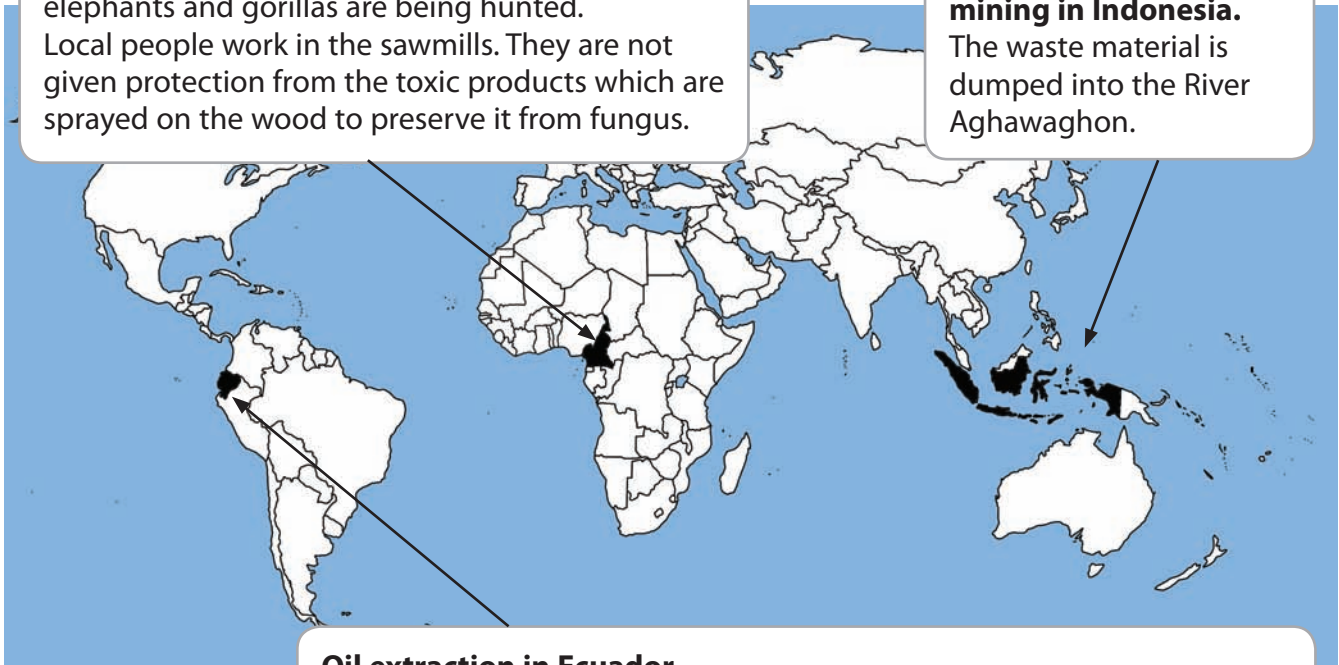 elephants and gorillas are being hunted.
Local people work in the sawmills. They are not
given protection from the toxic products which are
sprayed on the wood to preserve it from fungus.
mining in Indonesia.
The waste material is
dumped into the River
Aghawaghon.
Oil extraction in Ecuador